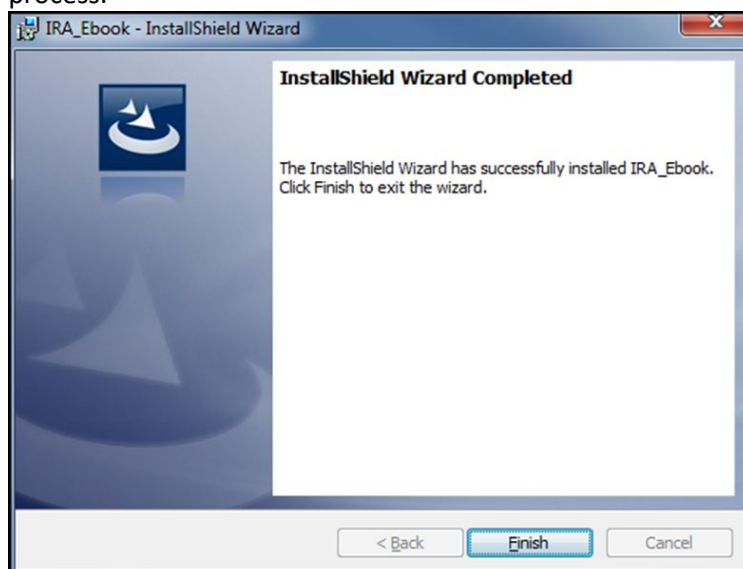 process.
IRA_Ebook - InstallShield Wizard
InstallShield Wizard Completed
The InstallShield Wizard has successfully installed IRA_Ebook.
Click Finish to exit the wizard.
< Back
Finish
Cancel